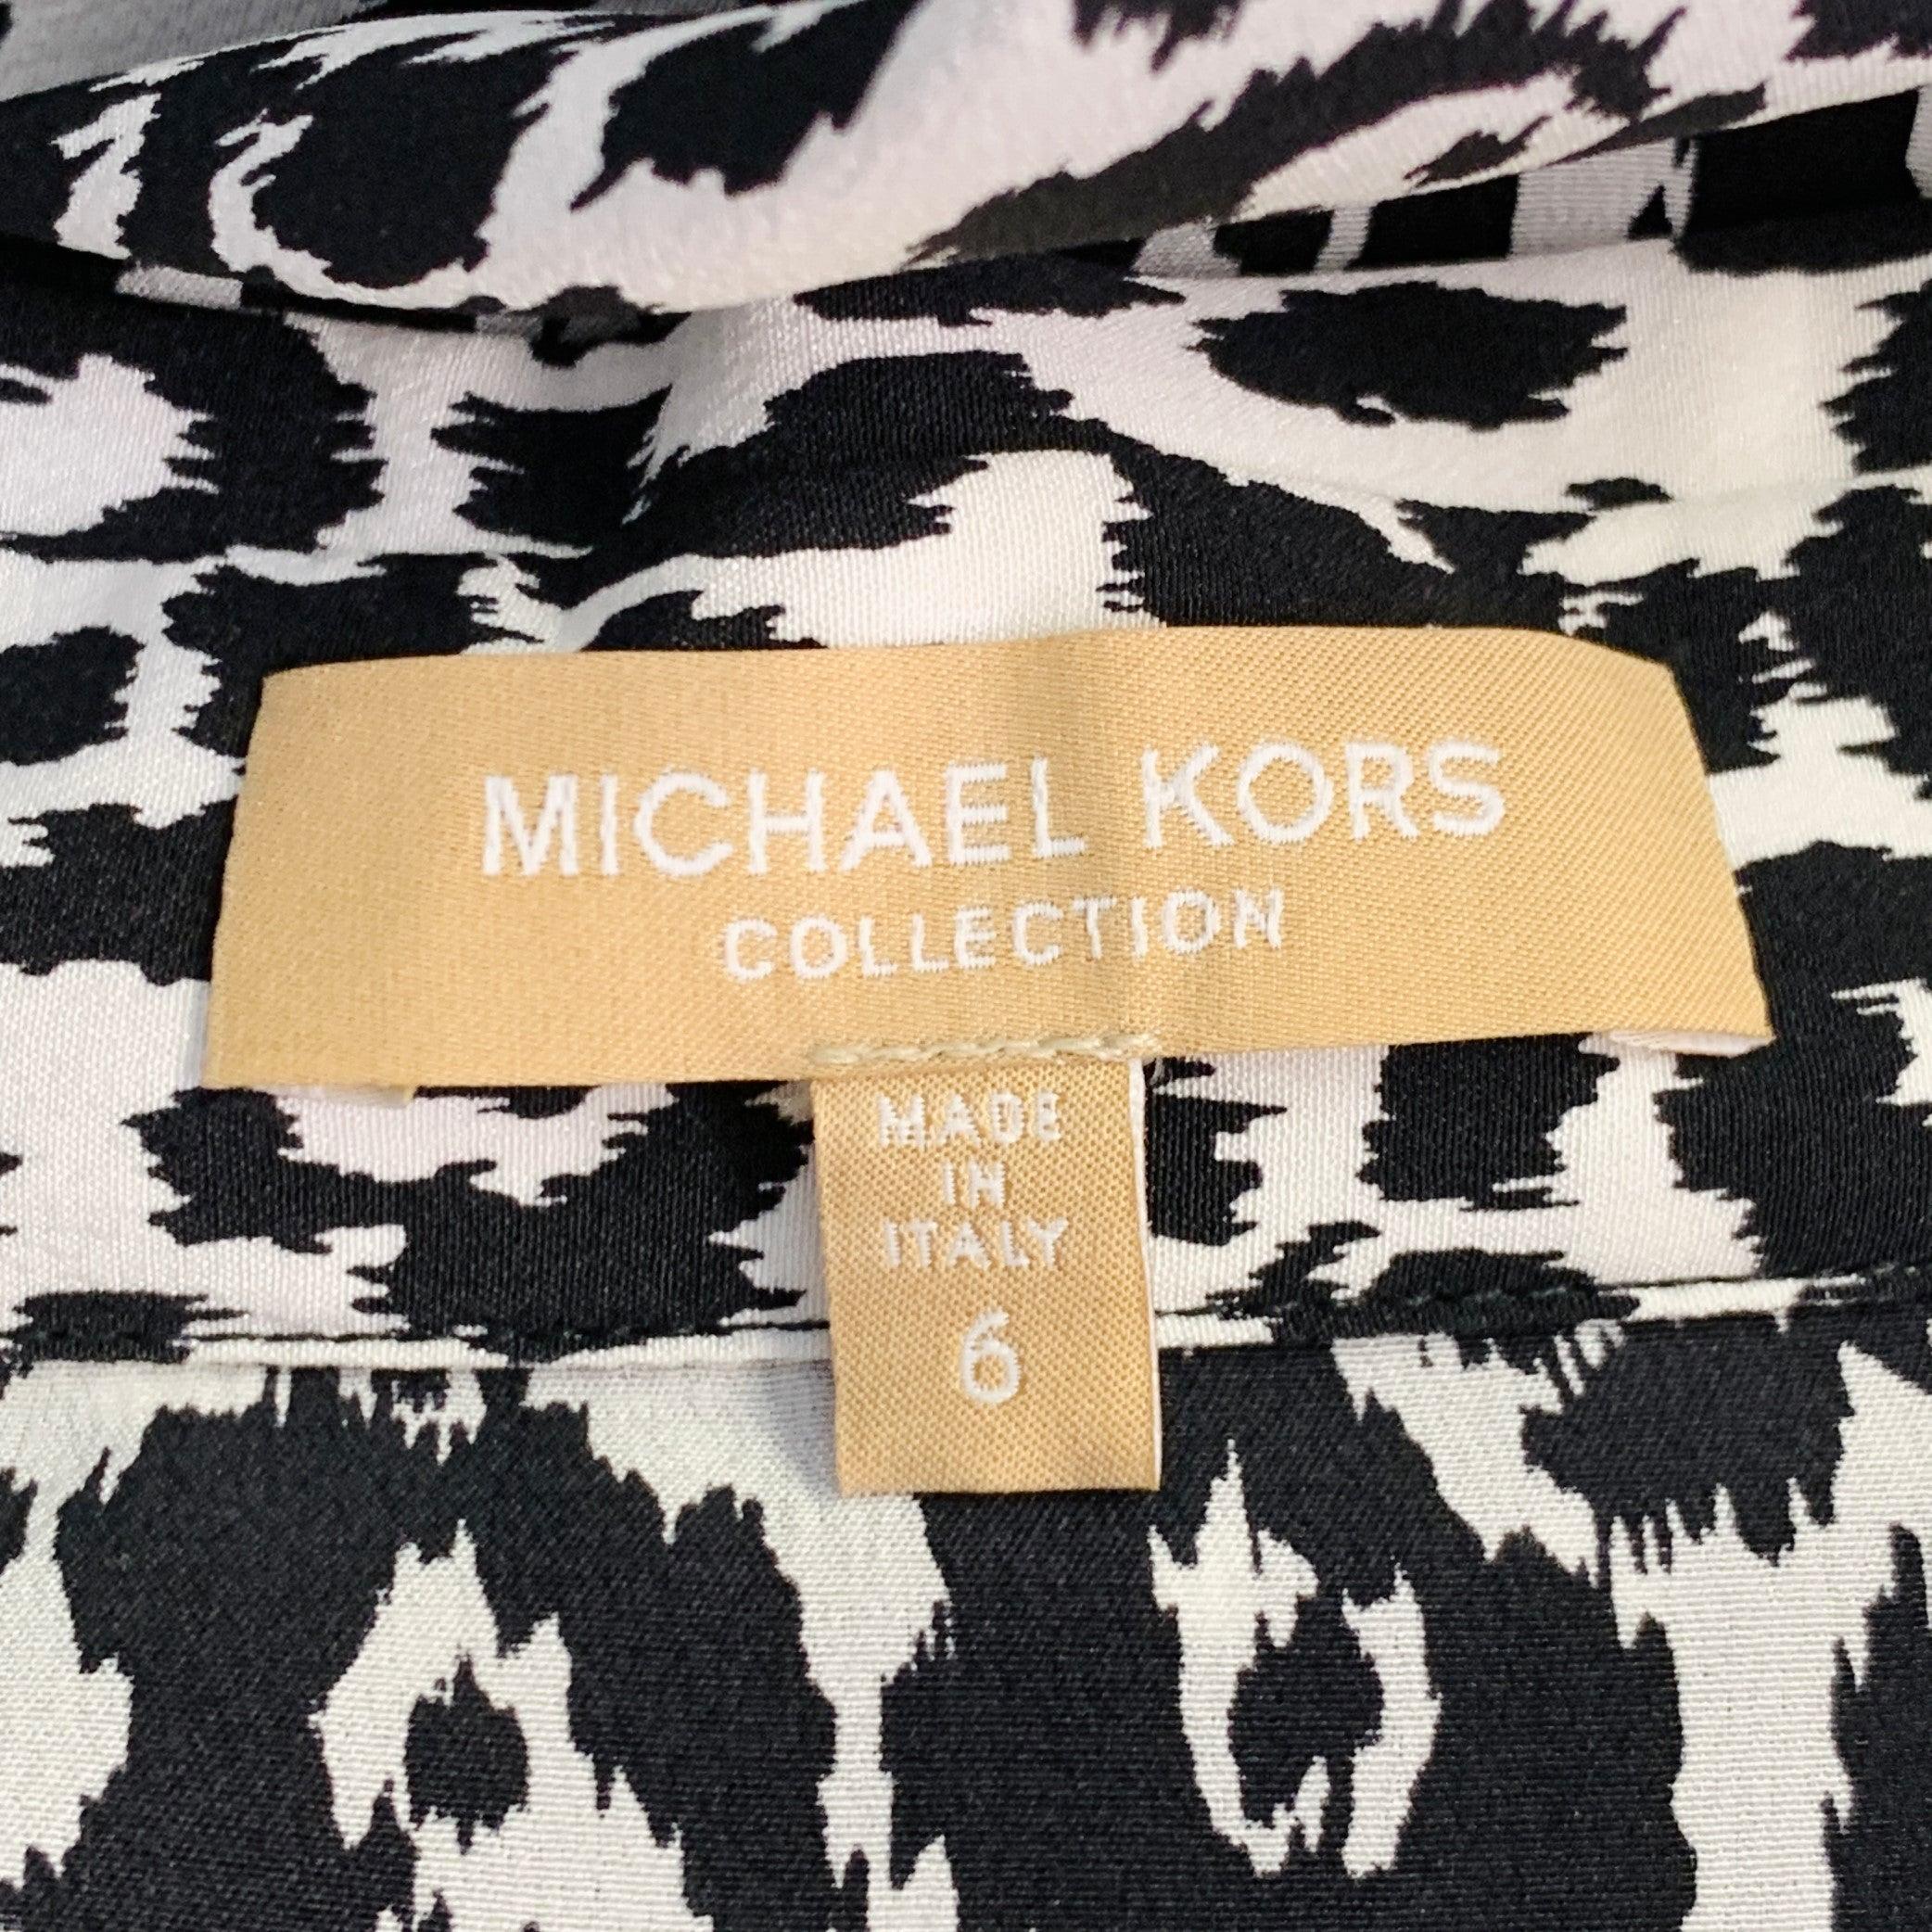 MICHAEL KORS
COLLECTION
MADE
IN
ITALY
6